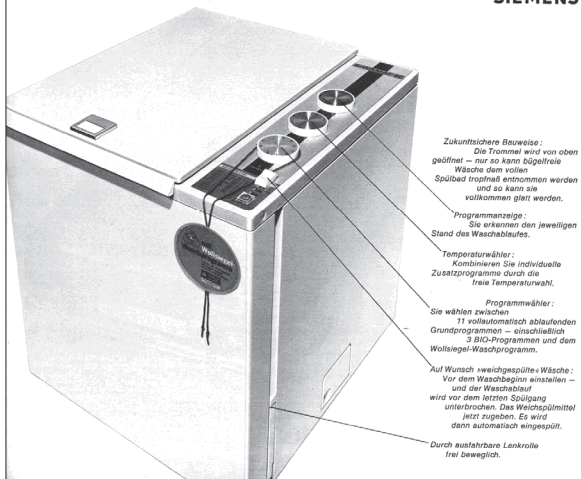 SIEMENS
Zukunftsichere Bauweise:
Die Trommel wird von oben
geöffnet — nur so kann bügelfreie
Wäsche dem vollen
Spülbad tropfnaß entnommen werden
und so kann sie
vollkommen glatt werden.
Programmanzeige:
Sie erkennen den jeweiligen
Stand des Waschablaufes.
Temperaturwähler:
Kombinieren Sie individuelle
Zusatzprogramme durch die
freie Temperaturwahl.
Programmwähler:
Sie wählen zwischen
11 vollautomatisch ablaufenden
Grundprogrammen — einschließlich
3 BIO-Programmen und dem
Wollsiegel-Waschprogramm.
Auf Wunsch »weichgespülte« Wäsche:
Vor dem Waschbeginn einstellen —
und der Waschablauf
wird vor dem letzten Spülgang
unterbrochen. Das Weichspülmittel
jetzt zugeben. Es wird
dann automatisch eingespült.
Durch ausfahrbare Lenkrolle
frei beweglich.
Wollsiegel-